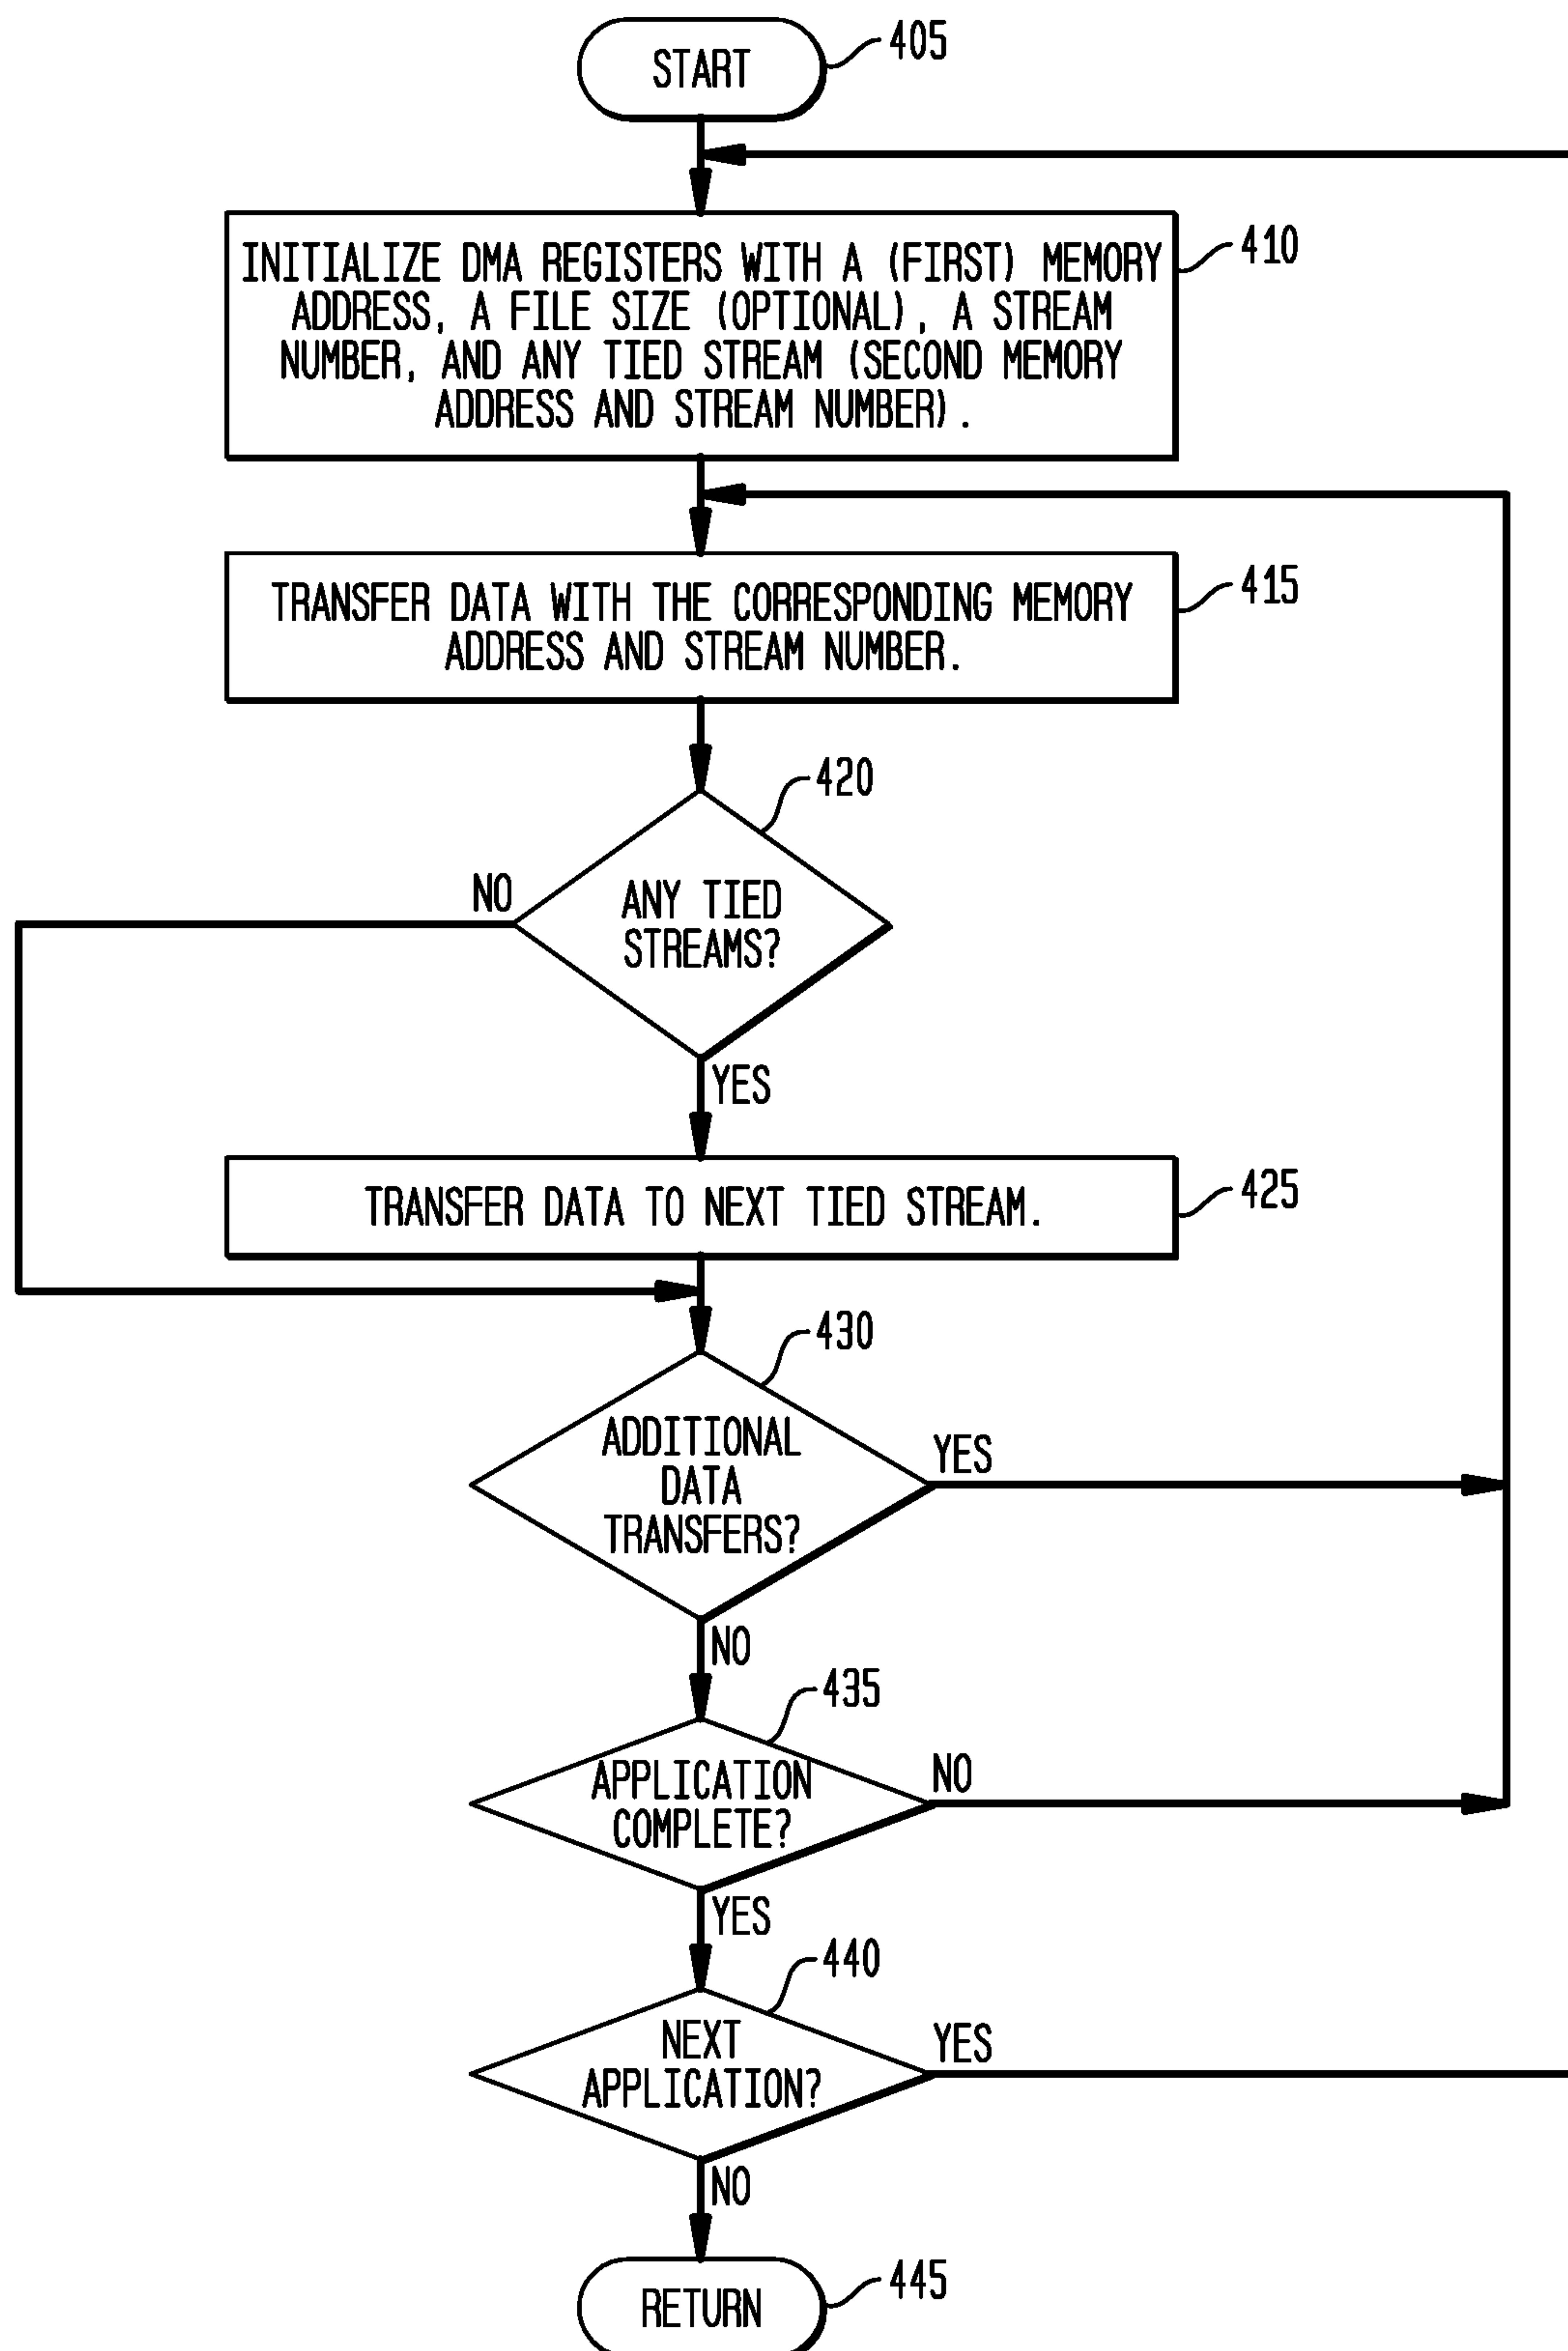 START
405
INITIALIZE DMA REGISTERS WITH A (FIRST) MEMORY
ADDRESS, A FILE SIZE (OPTIONAL), A STREAM
NUMBER, AND ANY TIED STREAM (SECOND MEMORY
ADDRESS AND STREAM NUMBER).
410
TRANSFER DATA WITH THE CORRESPONDING MEMORY
ADDRESS AND STREAM NUMBER.
415
420
ANY TIED
STREAMS?
NO
YES
TRANSFER DATA TO NEXT TIED STREAM.
425
430
ADDITIONAL
DATA
TRANSFERS?
YES
NO
435
APPLICATION
COMPLETE?
NO
YES
440
NEXT
APPLICATION?
YES
NO
RETURN
445